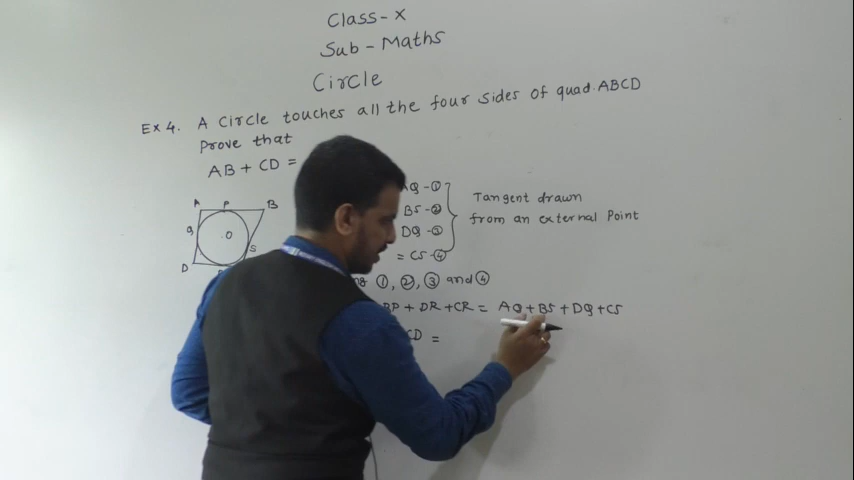 Class-X
Sub-Maths
Circle
Ex 4. A Circle touches all the four sides of quad. ABCD
Prove that
AB + CD =
AQ-①
BS-②
DQ-③
= CS-④
Tangent drawn
from an external Point
A P B
Q .O S
D
①, ②, ③ and ④
BP + DR + CR = AQ + BS + DQ + CS
CD =